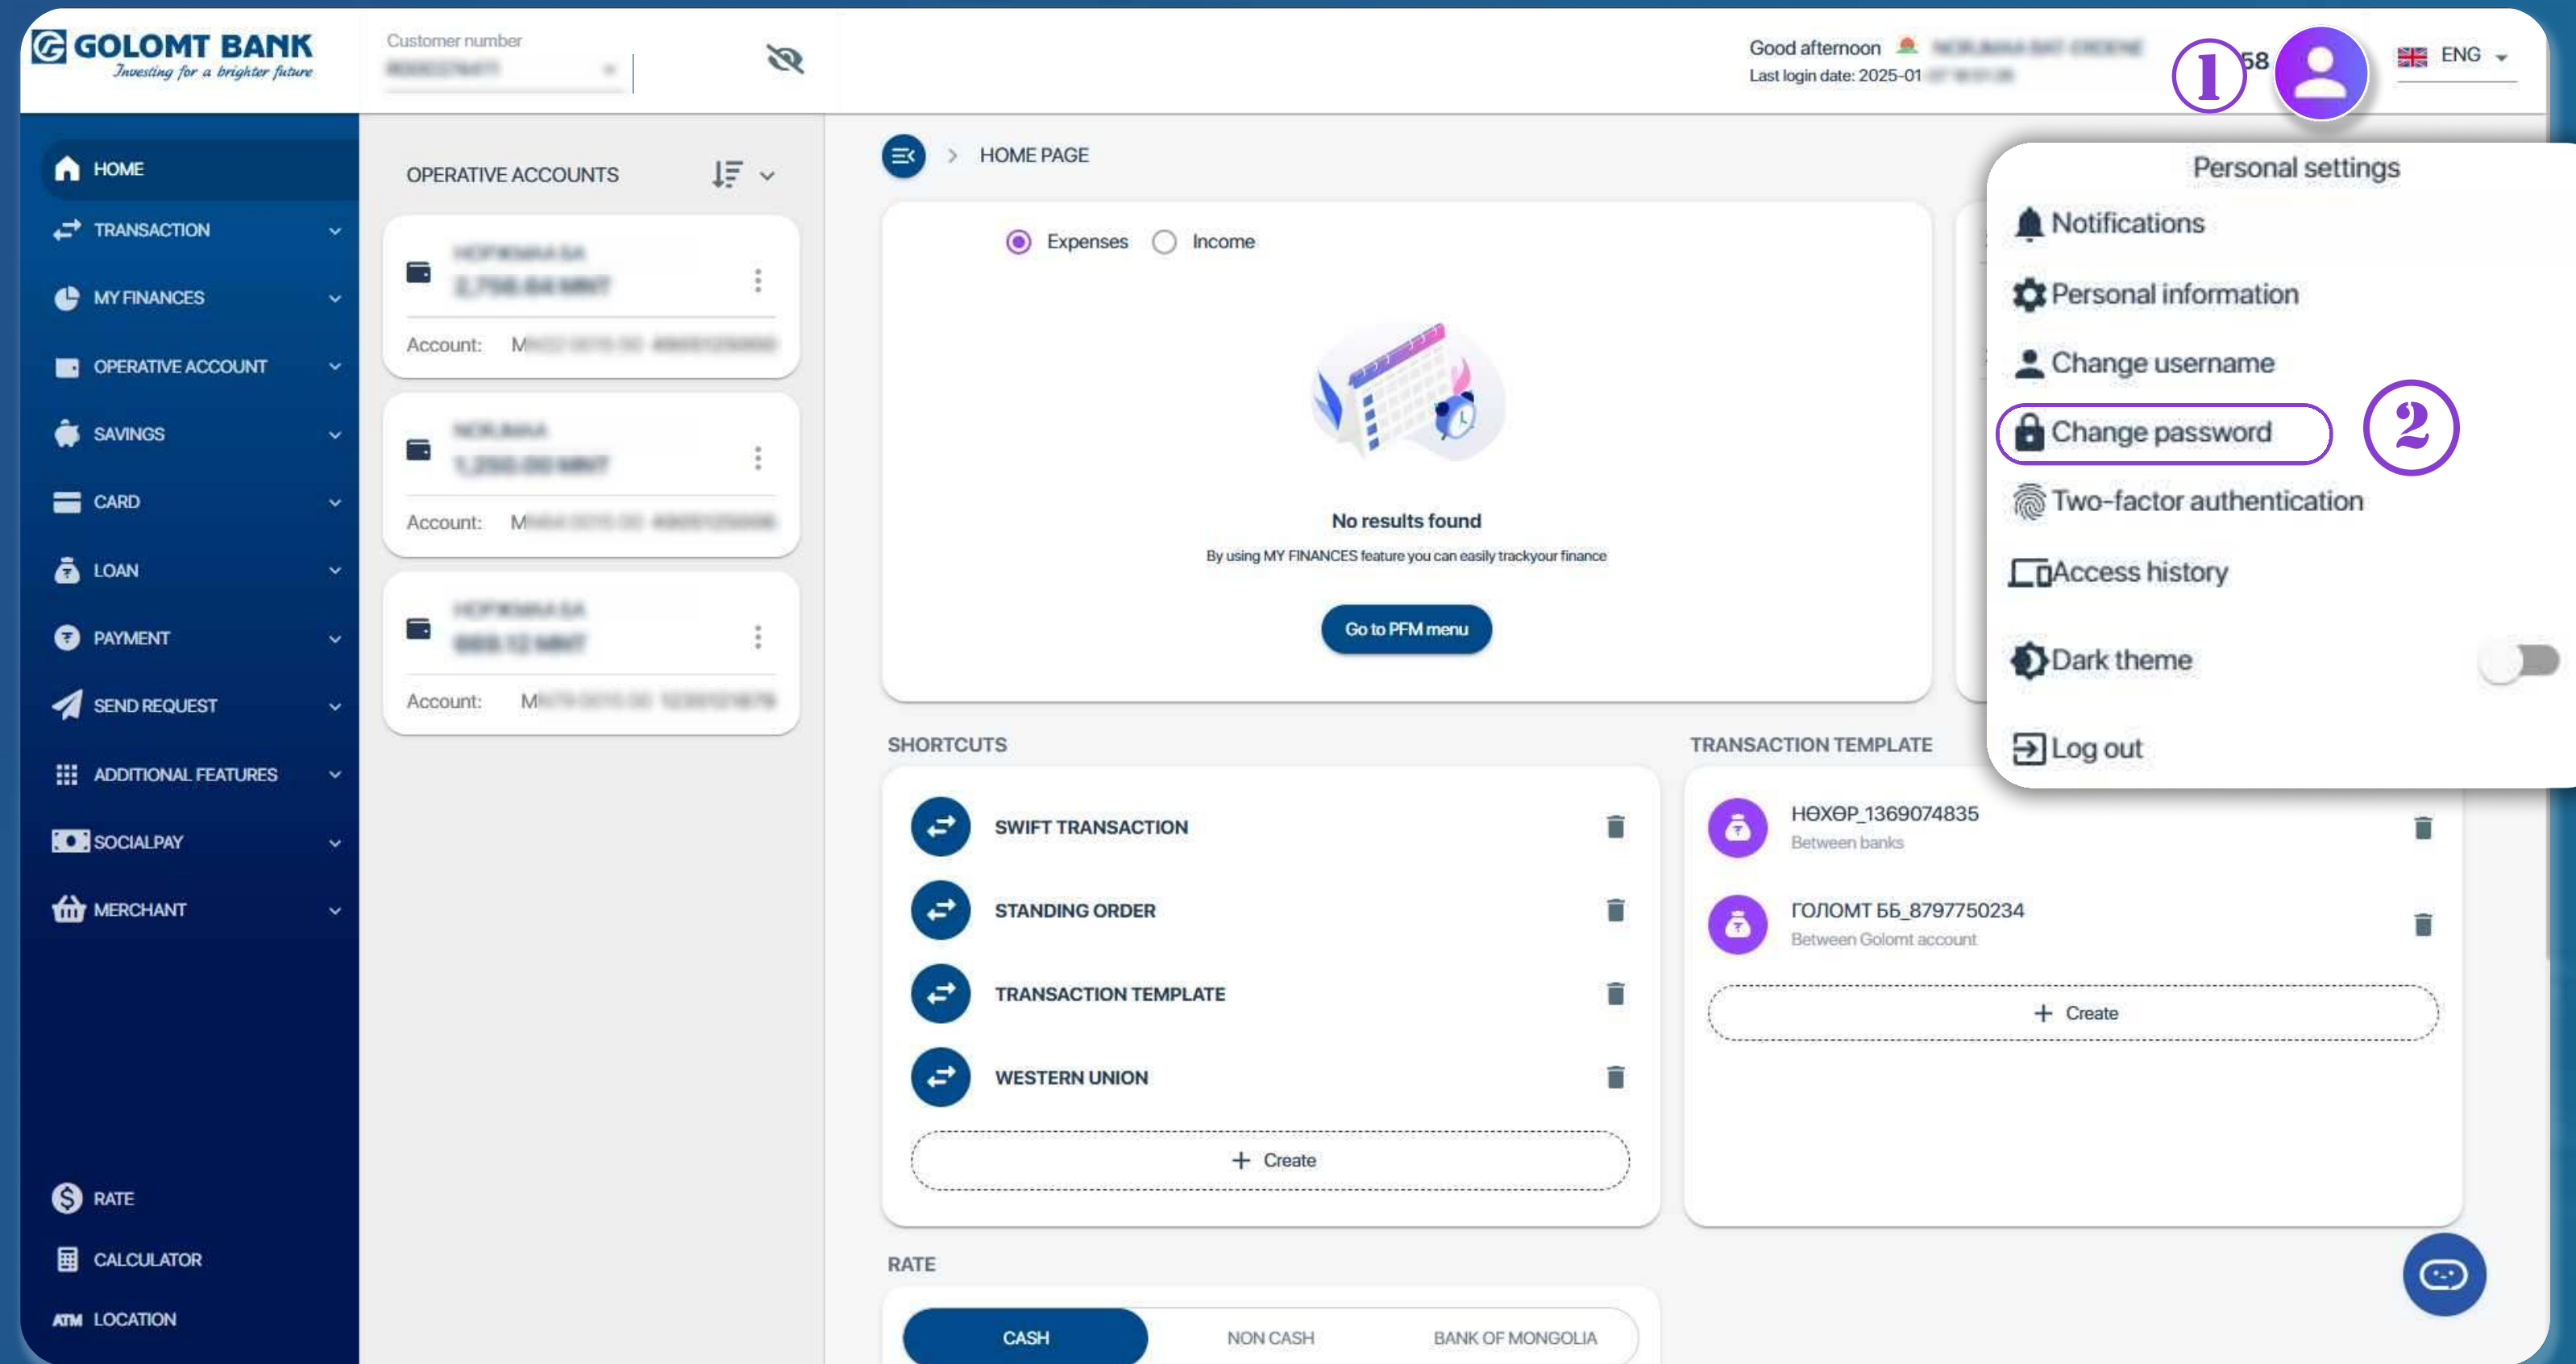 GOLOMT BANK
Investing for a brighter future
Customer number
Good afternoon
Last login date: 2025-01
1
58
ENG
HOME
TRANSACTION
MY FINANCES
OPERATIVE ACCOUNT
SAVINGS
CARD
LOAN
PAYMENT
SEND REQUEST
ADDITIONAL FEATURES
SOCIALPAY
MERCHANT
RATE
CALCULATOR
ATM LOCATION
OPERATIVE ACCOUNTS
Account: M
Account: M
Account: M
HOME PAGE
Expenses
Income
No results found
By using MY FINANCES feature you can easily trackyour finance
Go to PFM menu
Personal settings
Notifications
Personal information
Change username
Change password
2
Two-factor authentication
Access history
Dark theme
Log out
SHORTCUTS
SWIFT TRANSACTION
STANDING ORDER
TRANSACTION TEMPLATE
WESTERN UNION
+ Create
TRANSACTION TEMPLATE
НӨХӨР_1369074835
Between banks
ГОЛОМТ ББ_8797750234
Between Golomt account
+ Create
RATE
CASH
NON CASH
BANK OF MONGOLIA